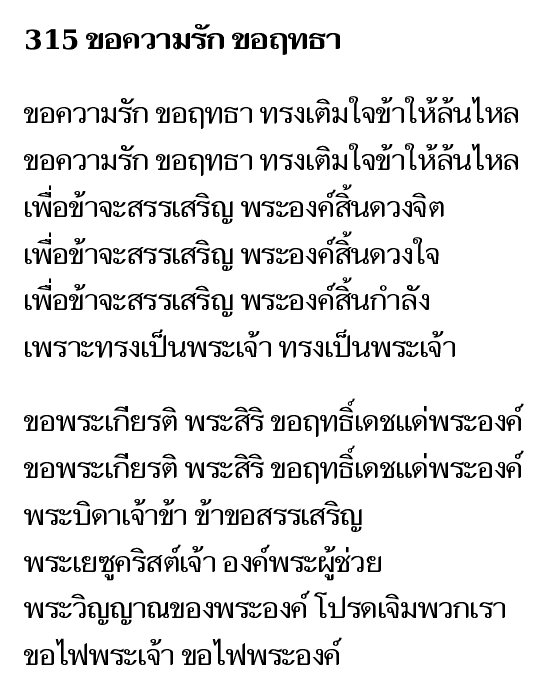 315 ขอความรัก ขอฤทธา
ขอความรัก ขอฤทธา ทรงเติมใจข้าให้ล้นไหล
ขอความรัก ขอฤทธา ทรงเติมใจข้าให้ล้นไหล
เพื่อข้าจะสรรเสริญ พระองค์สิ้นดวงจิต
เพื่อข้าจะสรรเสริญ พระองค์สิ้นดวงใจ
เพื่อข้าจะสรรเสริญ พระองค์สิ้นกำลัง
เพราะทรงเป็นพระเจ้า ทรงเป็นพระเจ้า
ขอพระเกียรติ พระสิริ ขอฤทธิ์เดชแด่พระองค์
ขอพระเกียรติ พระสิริ ขอฤทธิ์เดชแด่พระองค์
พระบิดาเจ้าข้า ข้าขอสรรเสริญ
พระเยซูคริสต์เจ้า องค์พระผู้ช่วย
พระวิญญาณของพระองค์ โปรดเจิมพวกเรา
ขอไฟพระเจ้า ขอไฟพระองค์